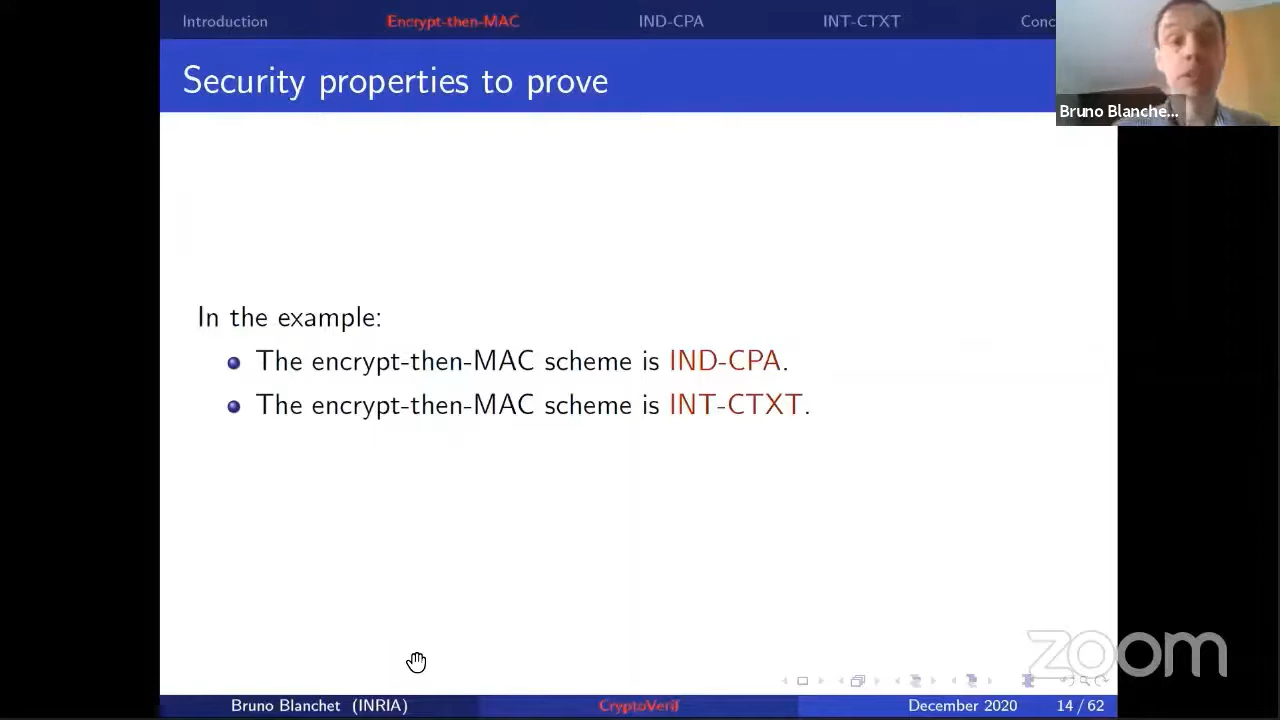 Introduction Encrypt-then-MAC IND-CPA INT-CTXT Conc
Security properties to prove
Bruno Blanche...
In the example:
The encrypt-then-MAC scheme is IND-CPA.
The encrypt-then-MAC scheme is INT-CTXT.
zoom
Bruno Blanchet (INRIA) CryptoVerif December 2020 14 / 62